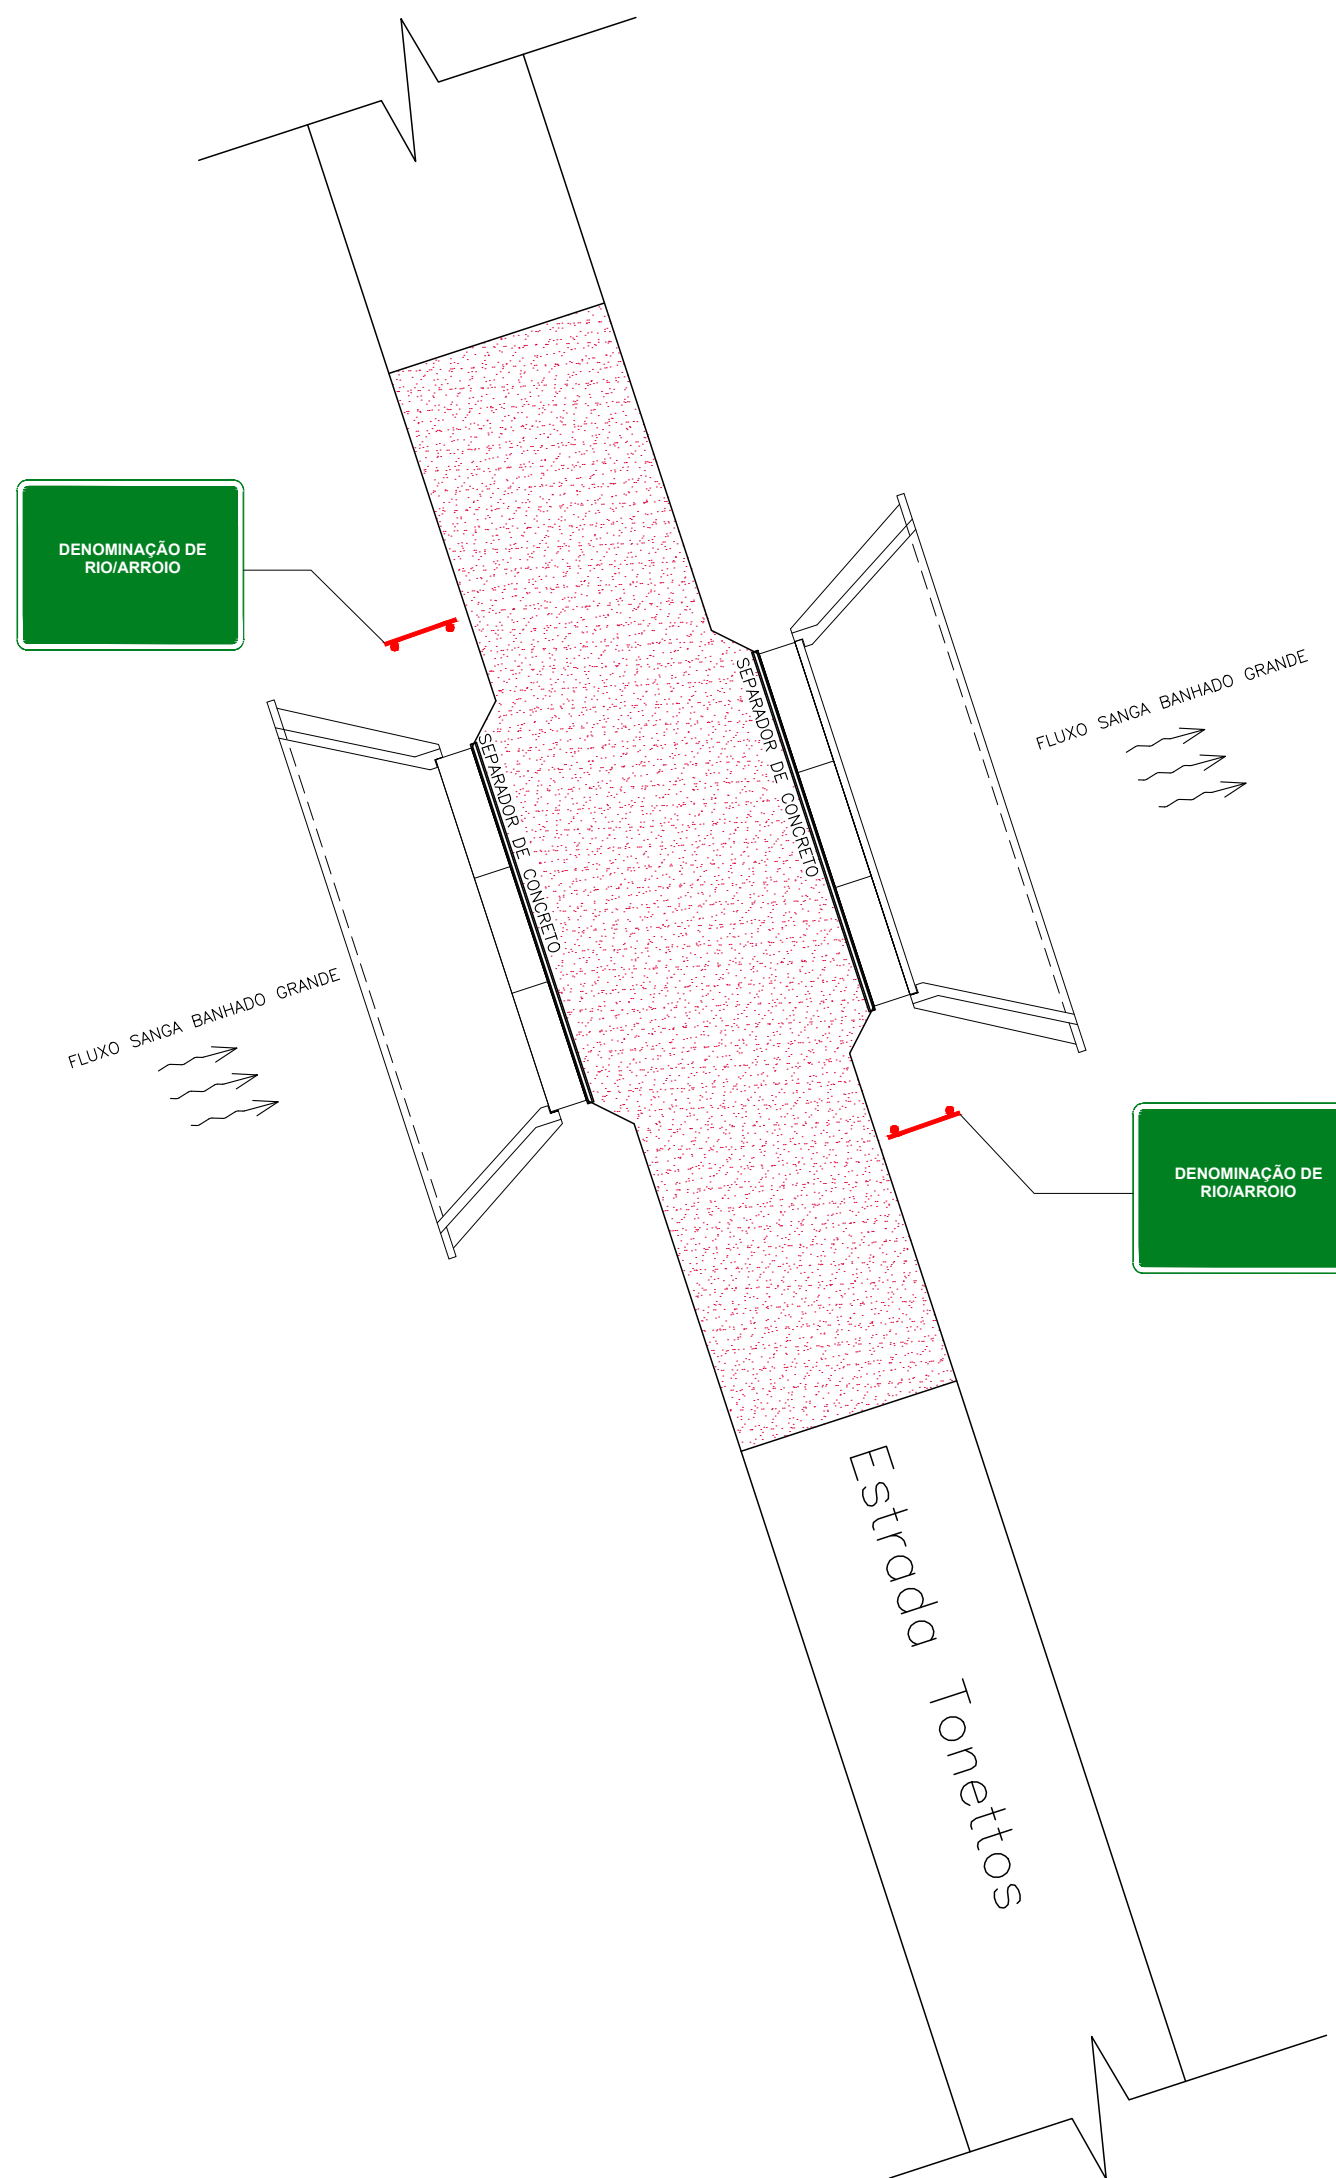 DENOMINAÇÃO DE
RIO/ARROIO
SEPARADOR DE CONCRETO
SEPARADOR DE CONCRETO
FLUXO SANGA BANHADO GRANDE
FLUXO SANGA BANHADO GRANDE
DENOMINAÇÃO DE
RIO/ARROIO
Estrada Tonettos